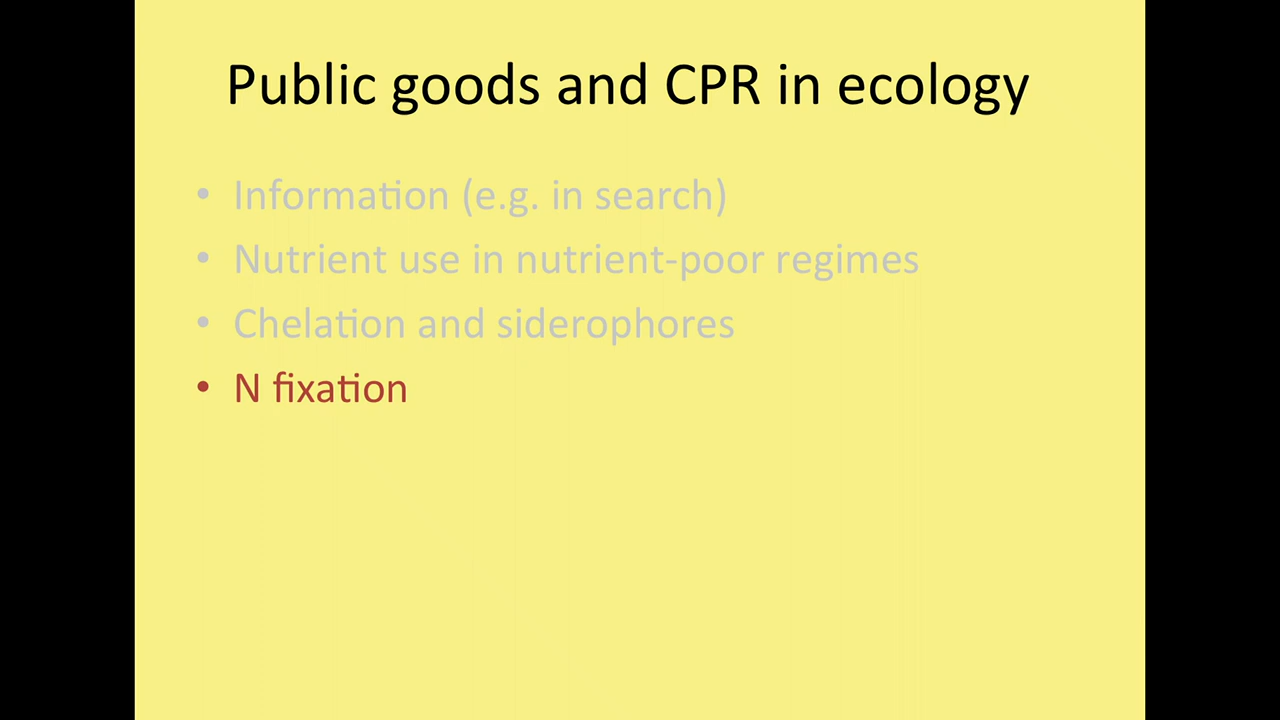 Public goods and CPR in ecology
• Information (e.g. in search)
• Nutrient use in nutrient-poor regimes
• Chelation and siderophores
• N fixation